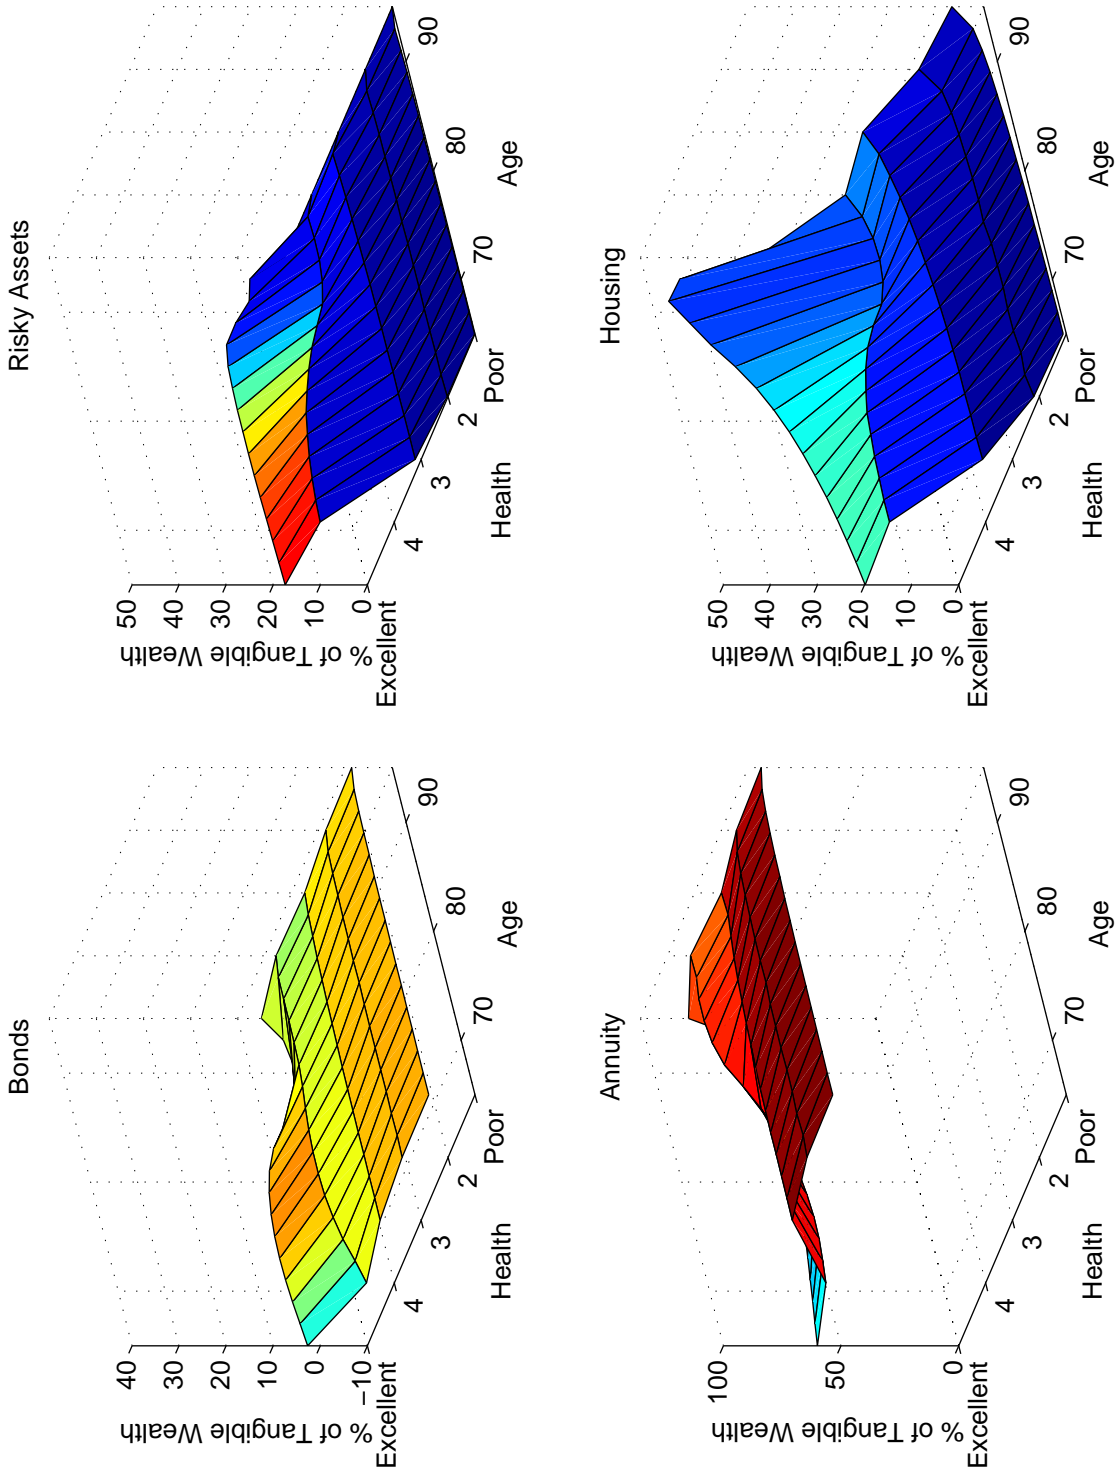 Bonds
40
30
20
10
0
−10
% of Tangible Wealth
Excellent
4
3
2
Poor
Health
70
80
90
Age
Risky Assets
50
40
30
20
10
0
% of Tangible Wealth
Excellent
4
3
2
Poor
Health
70
80
90
Age
Annuity
100
50
0
% of Tangible Wealth
Excellent
4
3
2
Poor
Health
70
80
90
Age
Housing
50
40
30
20
10
0
% of Tangible Wealth
Excellent
4
3
2
Poor
Health
70
80
90
Age